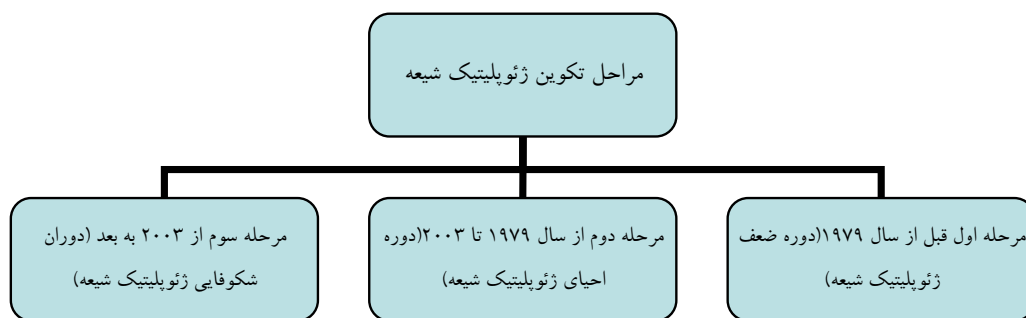 مراحل تکوین ژئوپلیتیک شیعه
مرحله اول قبل از سال ۱۹۷۹(دوره ضعف
ژئوپلیتیک شیعه)
مرحله دوم از سال ۱۹۷۹ تا ۲۰۰۳(دوره
احیای ژئوپلیتیک شیعه)
مرحله سوم از ۲۰۰۳ به بعد (دوران
شکوفایی ژئوپلیتیک شیعه)